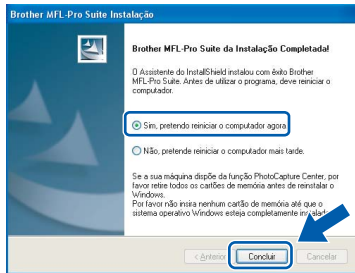 Brother MFL-Pro Suite Instalação
Brother MFL-Pro Suite da Instalação Completada!
O Assistente do InstallShield instalou com êxito Brother
MFL-Pro Suite. Antes de utilizar o programa, deve reiniciar o
computador.
Sim, pretendo reiniciar o computador agora
Não, pretende reiniciar o computador mais tarde.
Se a sua máquina dispõe da função PhotoCapture Center, por
favor retire todos os cartões de memória antes de reinstalar o
Windows.
Por favor não insira nenhum cartão de memória até que o
sistema operativo Windows esteja completamente
< Anterior
Concluir
Cancelar